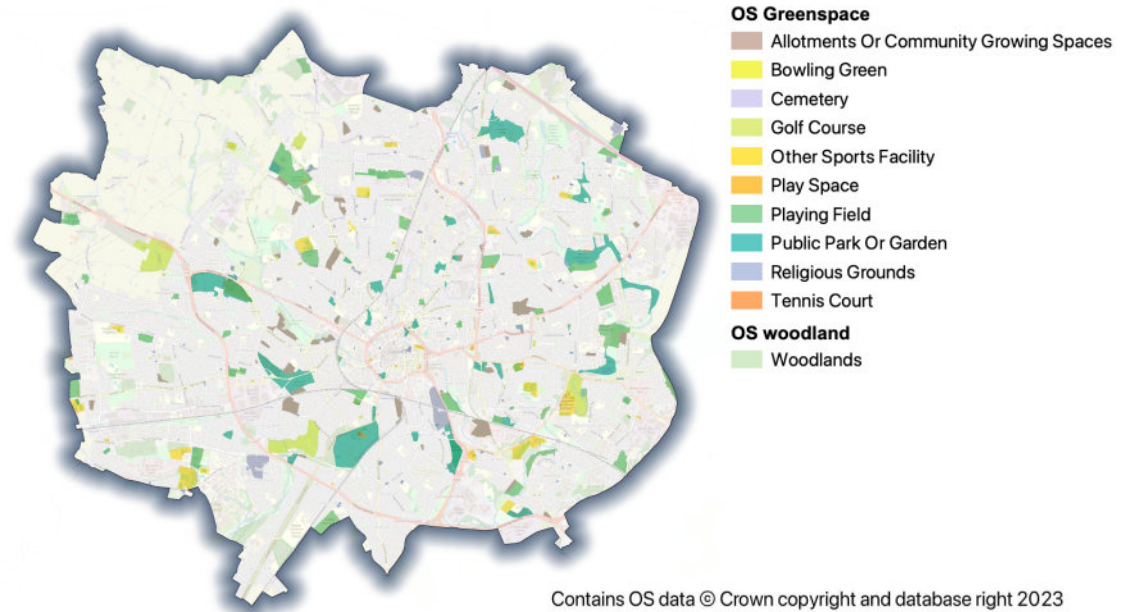 OS Greenspace
Allotments Or Community Growing Spaces
Bowling Green
Cemetery
Golf Course
Other Sports Facility
Play Space
Playing Field
Public Park Or Garden
Religious Grounds
Tennis Court
OS woodland
Woodlands
Contains OS data © Crown copyright and database right 2023